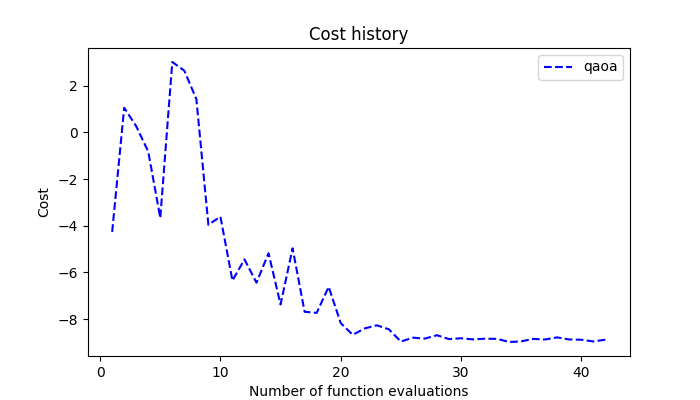 Cost history
qaoa
2
0
−2
−4
−6
−8
Cost
0 10 20 30 40
Number of function evaluations